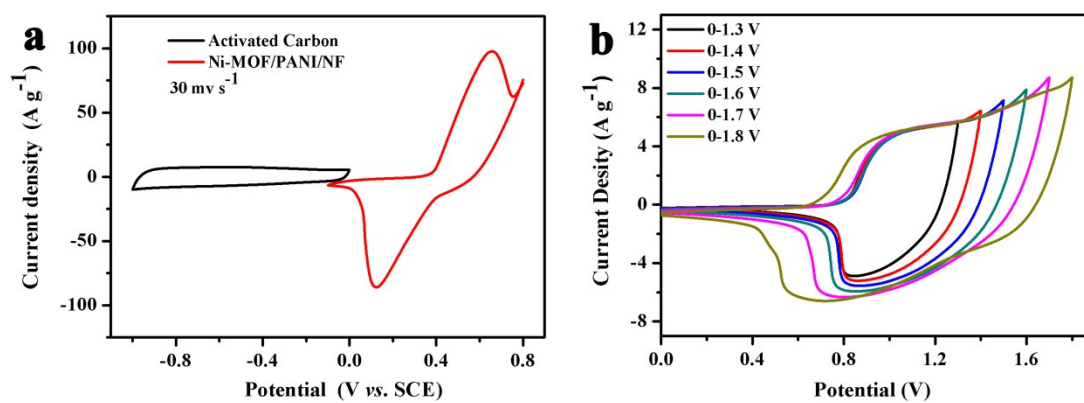 a
Activated Carbon
Ni-MOF/PANI/NF
30 mv s⁻¹
Current density (A g⁻¹)
100
50
0
-50
-100
-0.8
-0.4
0.0
0.4
0.8
Potential (V vs. SCE)
b
0-1.3 V
0-1.4 V
0-1.5 V
0-1.6 V
0-1.7 V
0-1.8 V
Current Desity (A g⁻¹)
12
8
4
0
-4
-8
0.0
0.4
0.8
1.2
1.6
Potential (V)